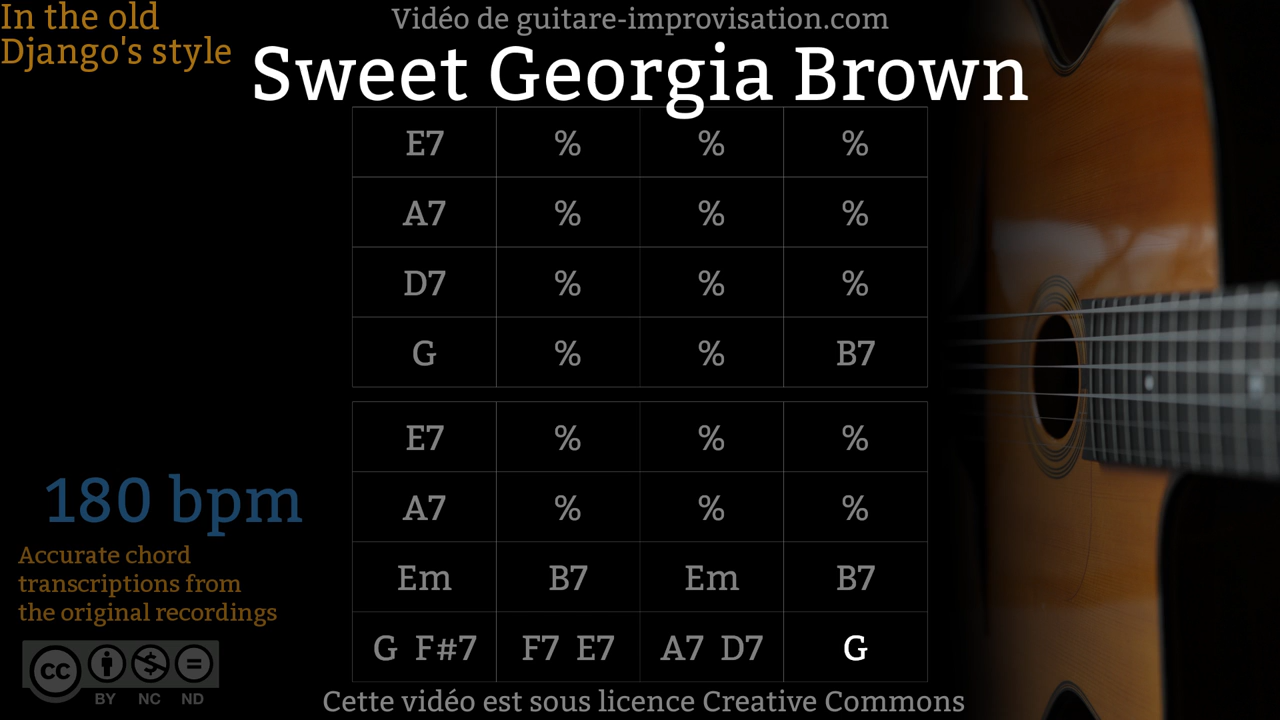 In the old
Django's style
Vidéo de guitare-improvisation.com
Sweet Georgia Brown
E7 % % %
A7 % % %
D7 % % %
G % % B7
E7 % % %
A7 % % %
Em B7 Em B7
G F#7 F7 E7 A7 D7 G
180 bpm
Accurate chord
transcriptions from
the original recordings
cc
BY NC ND
Cette vidéo est sous licence Creative Commons